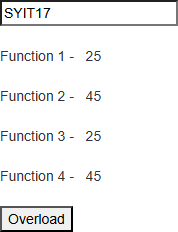 SYIT17
Function 1 - 25
Function 2 - 45
Function 3 - 25
Function 4 - 45
Overload